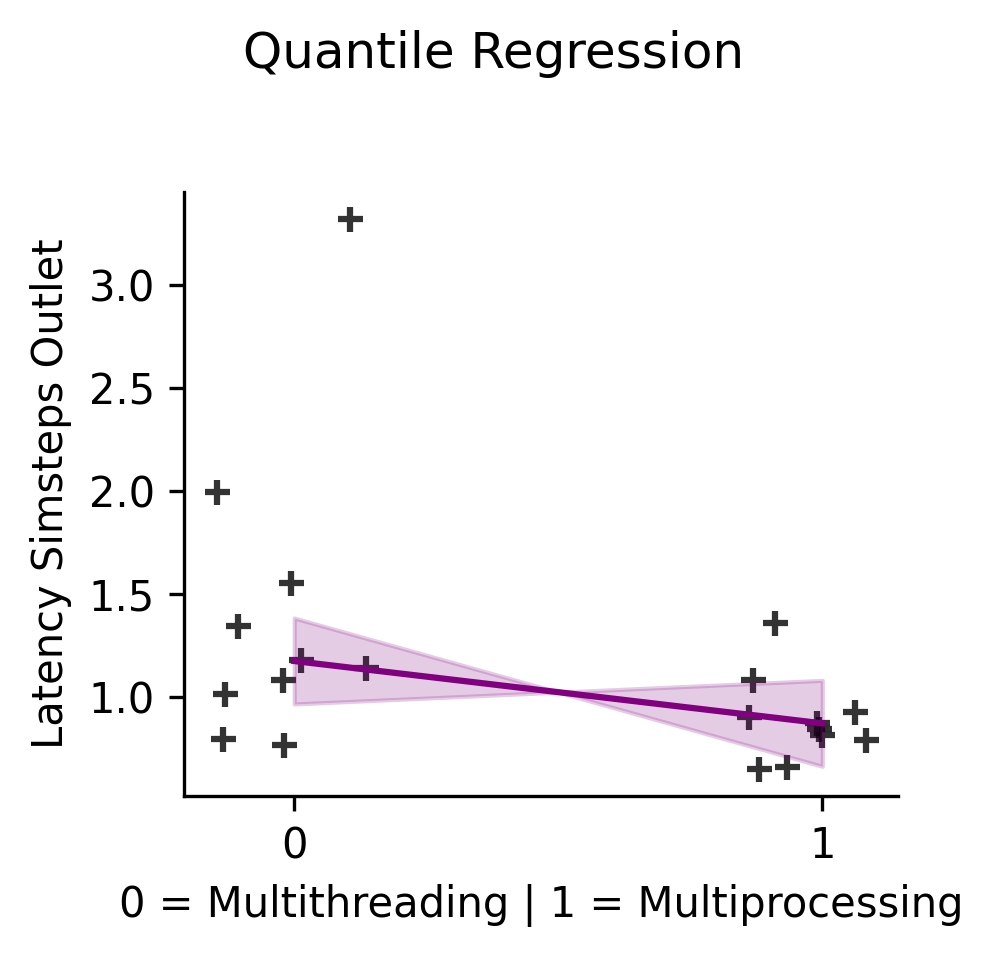 Quantile Regression
Latency Simsteps Outlet
3.0
2.5
2.0
1.5
1.0
0 1
0 = Multithreading | 1 = Multiprocessing